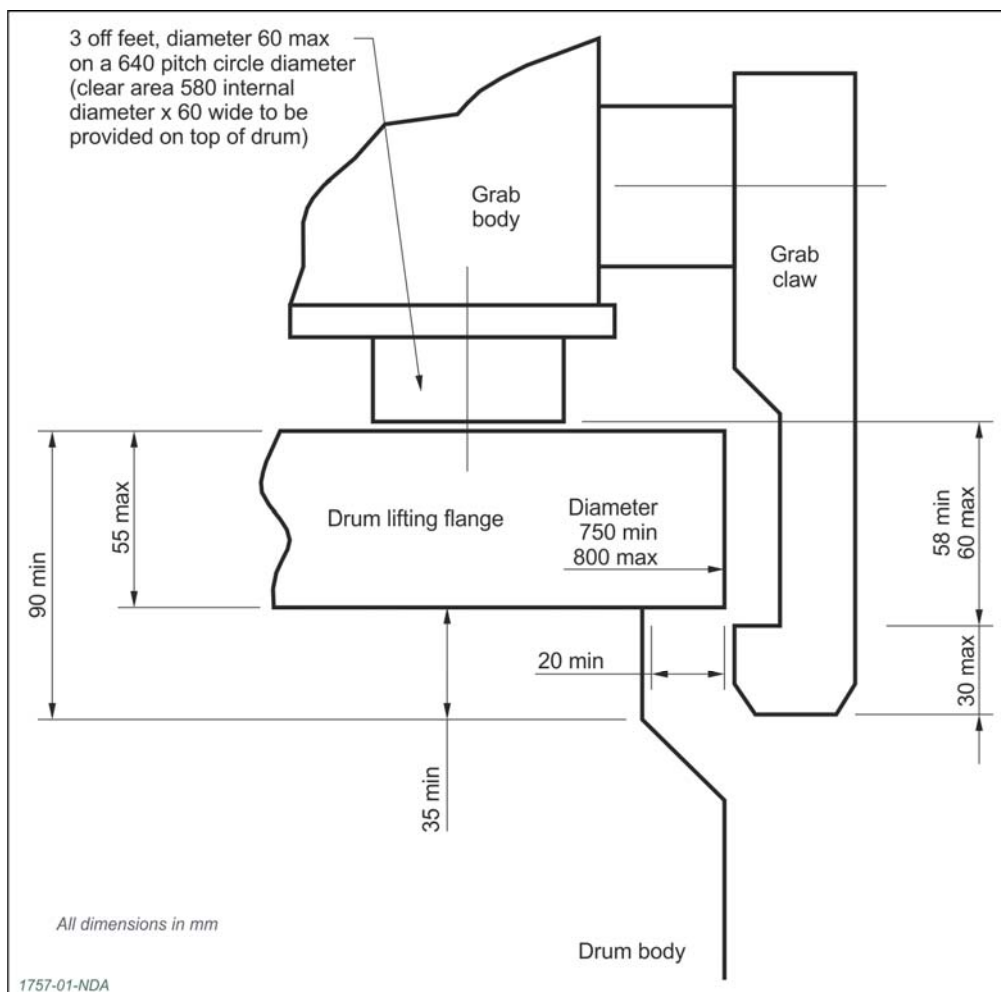 3 off feet, diameter 60 max
on a 640 pitch circle diameter
(clear area 580 internal
diameter x 60 wide to be
provided on top of drum)
Grab
body
Grab
claw
Drum lifting flange
Diameter
750 min
800 max
55 max
90 min
58 min
60 max
20 min
30 max
35 min
All dimensions in mm
Drum body
1757-01-NDA